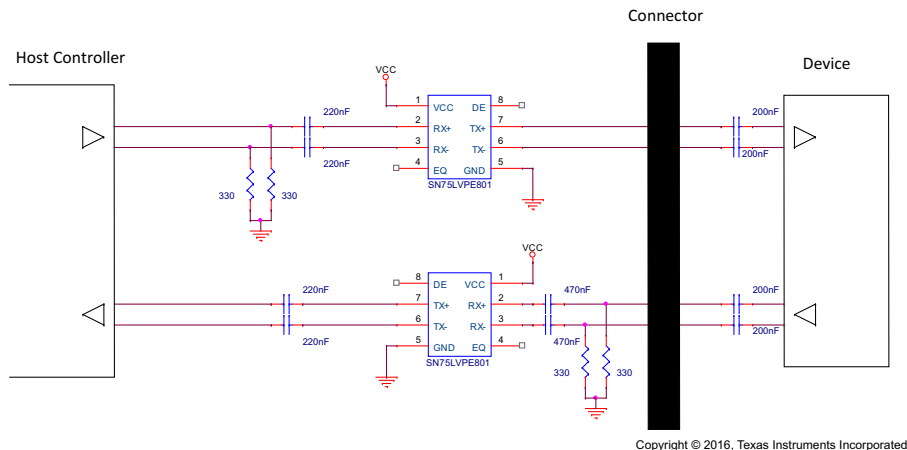 Connector
Host Controller
Device
VCC
220nF
1 VCC DE 8
2 RX+ TX+ 7
3 RX- TX- 6
4 EQ GND 5
SN75LVPE801
220nF
200nF
200nF
330 330
VCC
8 DE VCC 1
7 TX+ RX+ 2
6 TX- RX- 3
5 GND EQ 4
SN75LVPE801
220nF
220nF
470nF
470nF
200nF
200nF
330 330
Copyright © 2016, Texas Instruments Incorporated